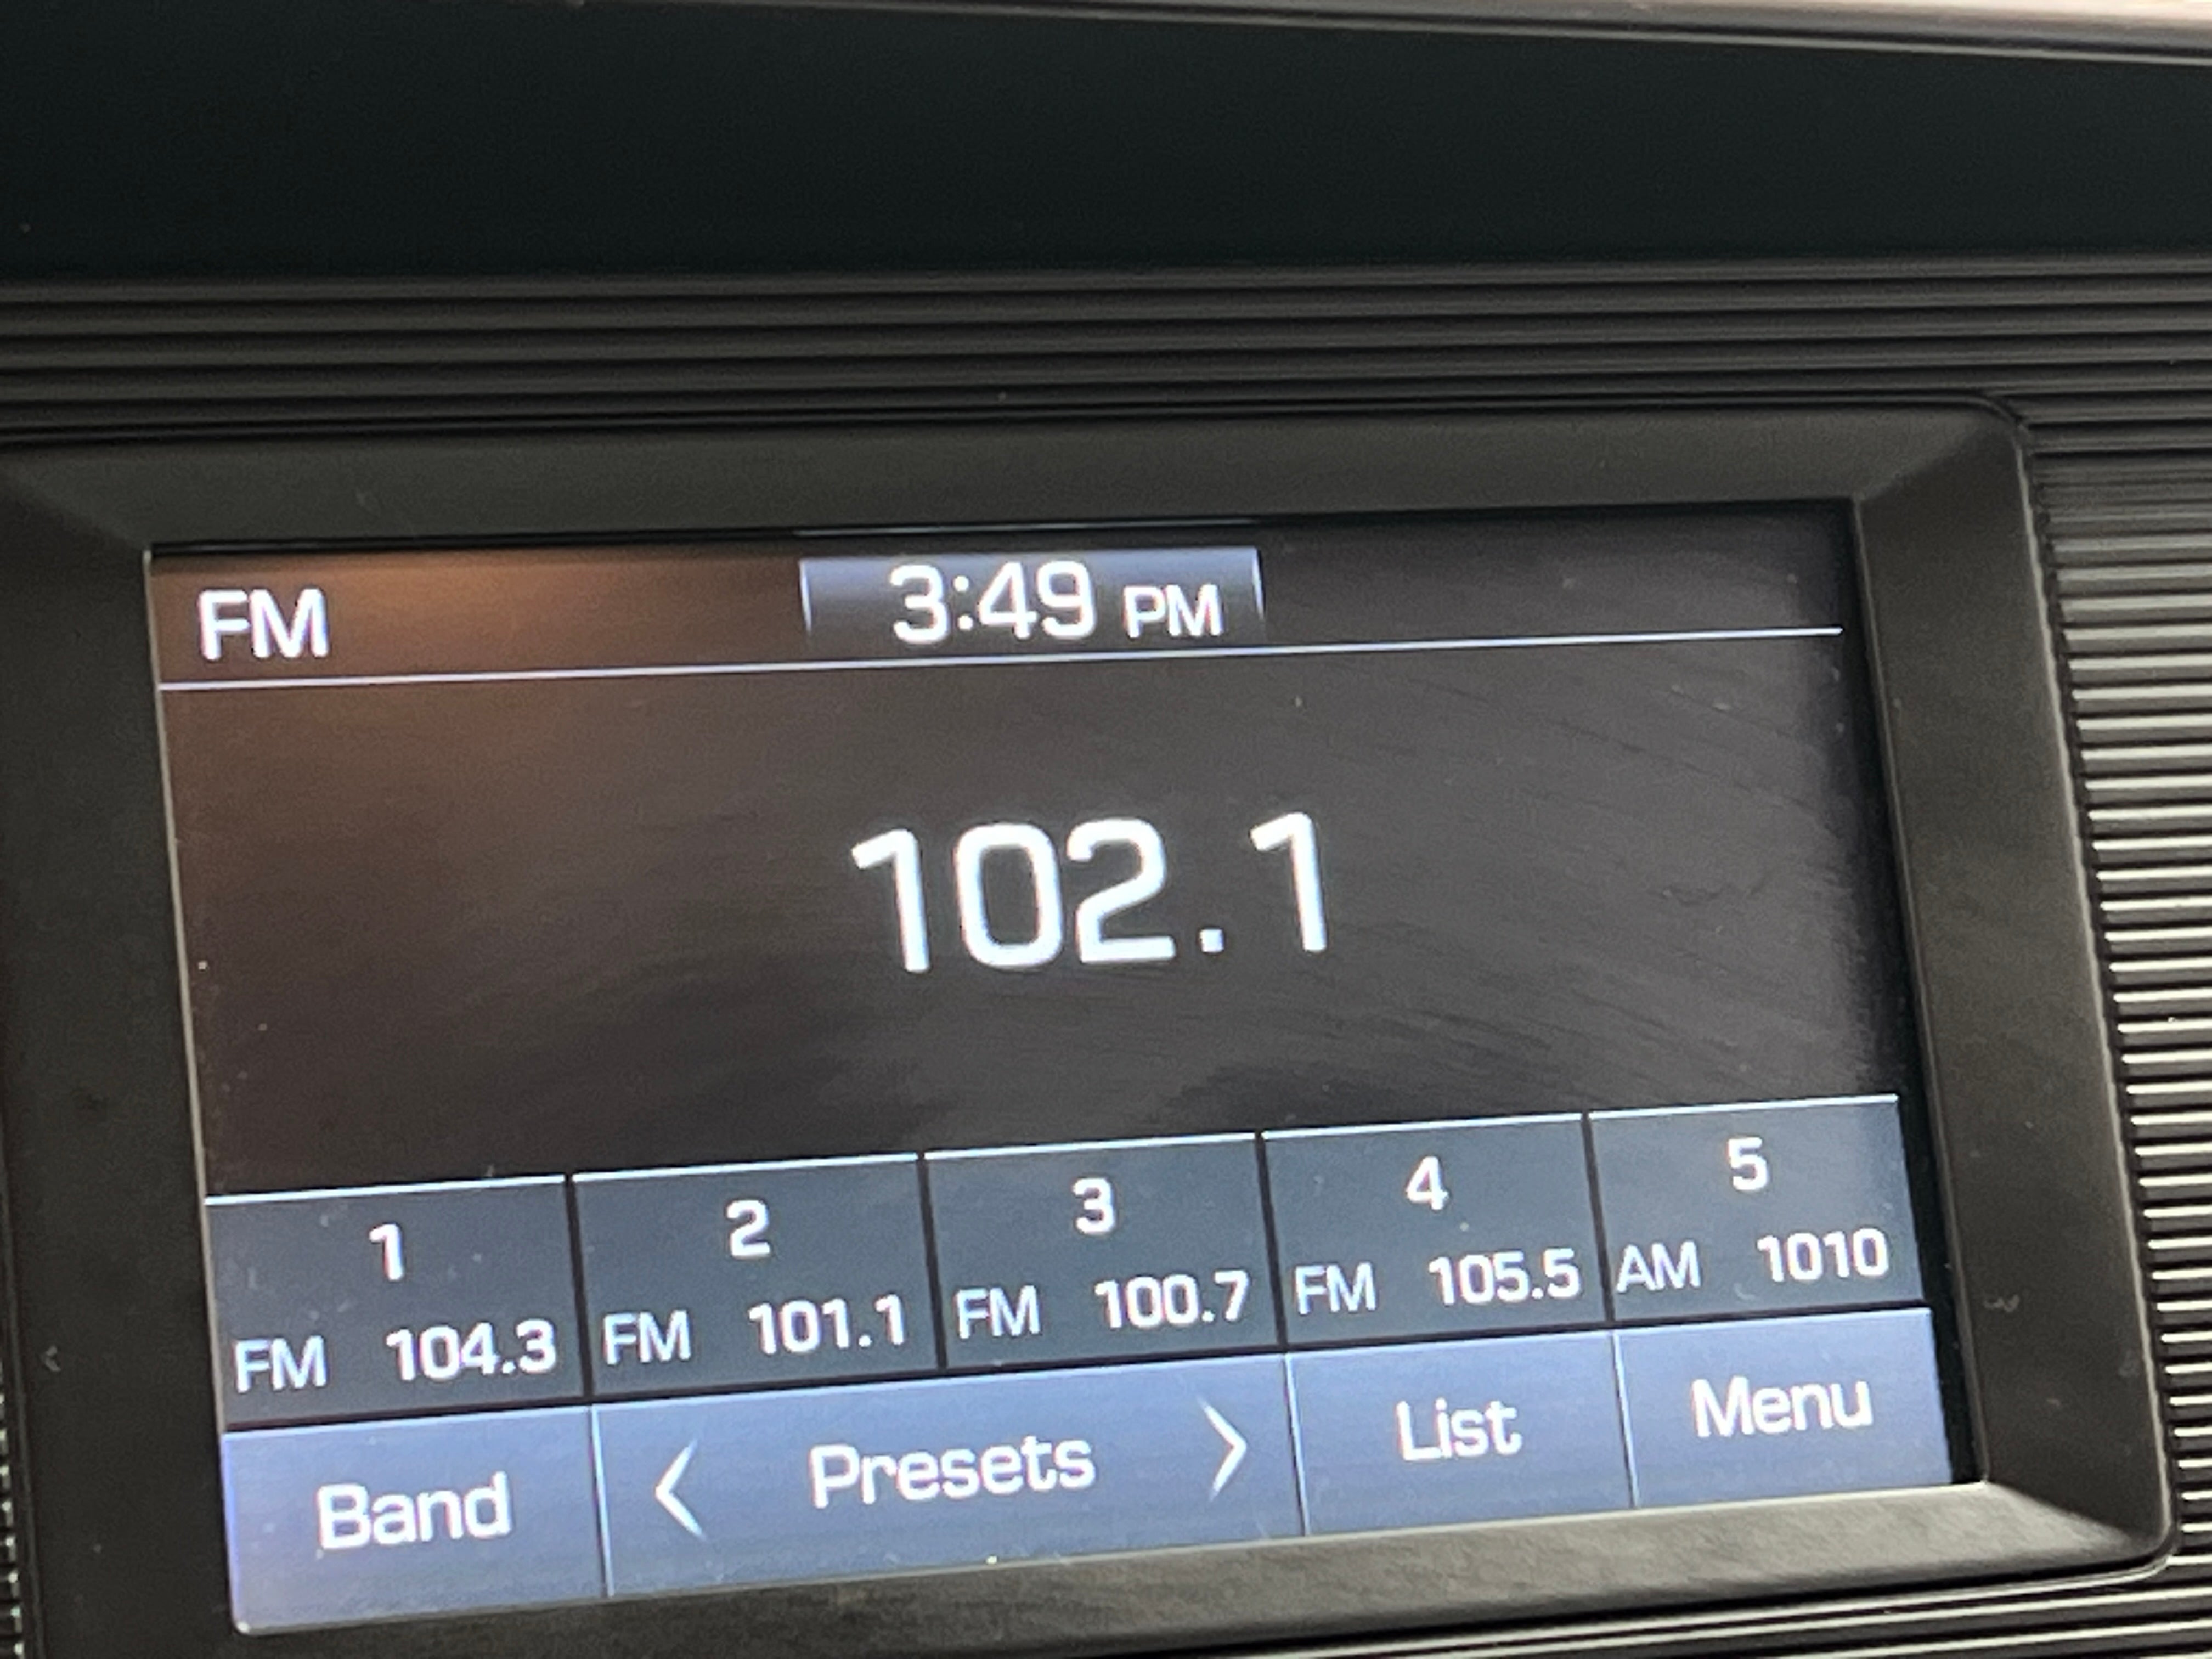 FM 3:49 PM
102.1
1 2 3 4 5
FM 104.3 FM 101.1 FM 100.7 FM 105.5 AM 1010
Band < Presets > List Menu